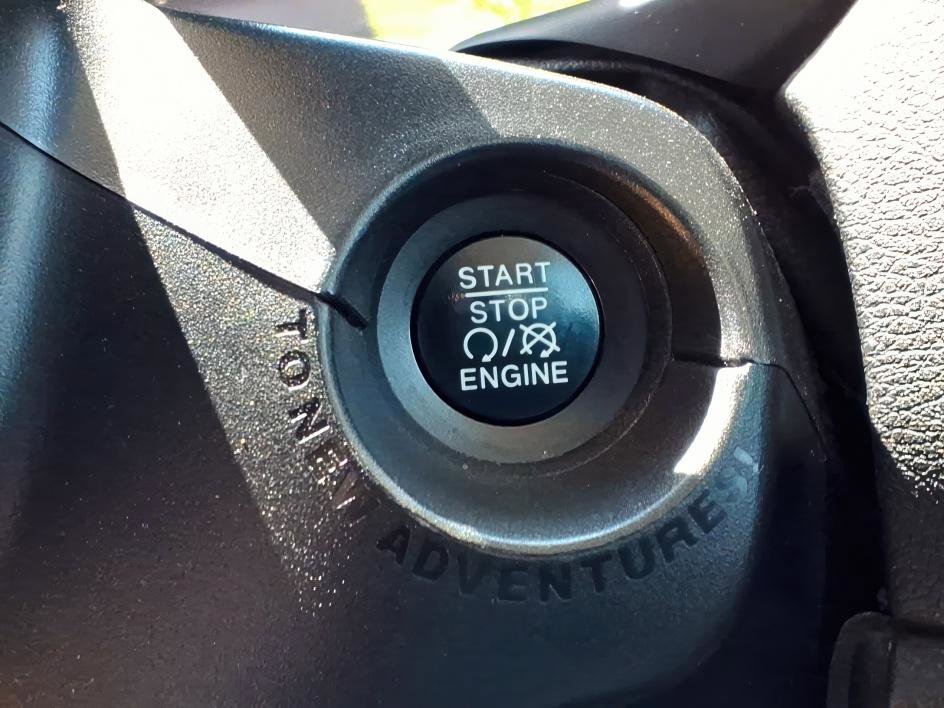 START
STOP
/
ENGINE
TO NEW ADVENTURES!